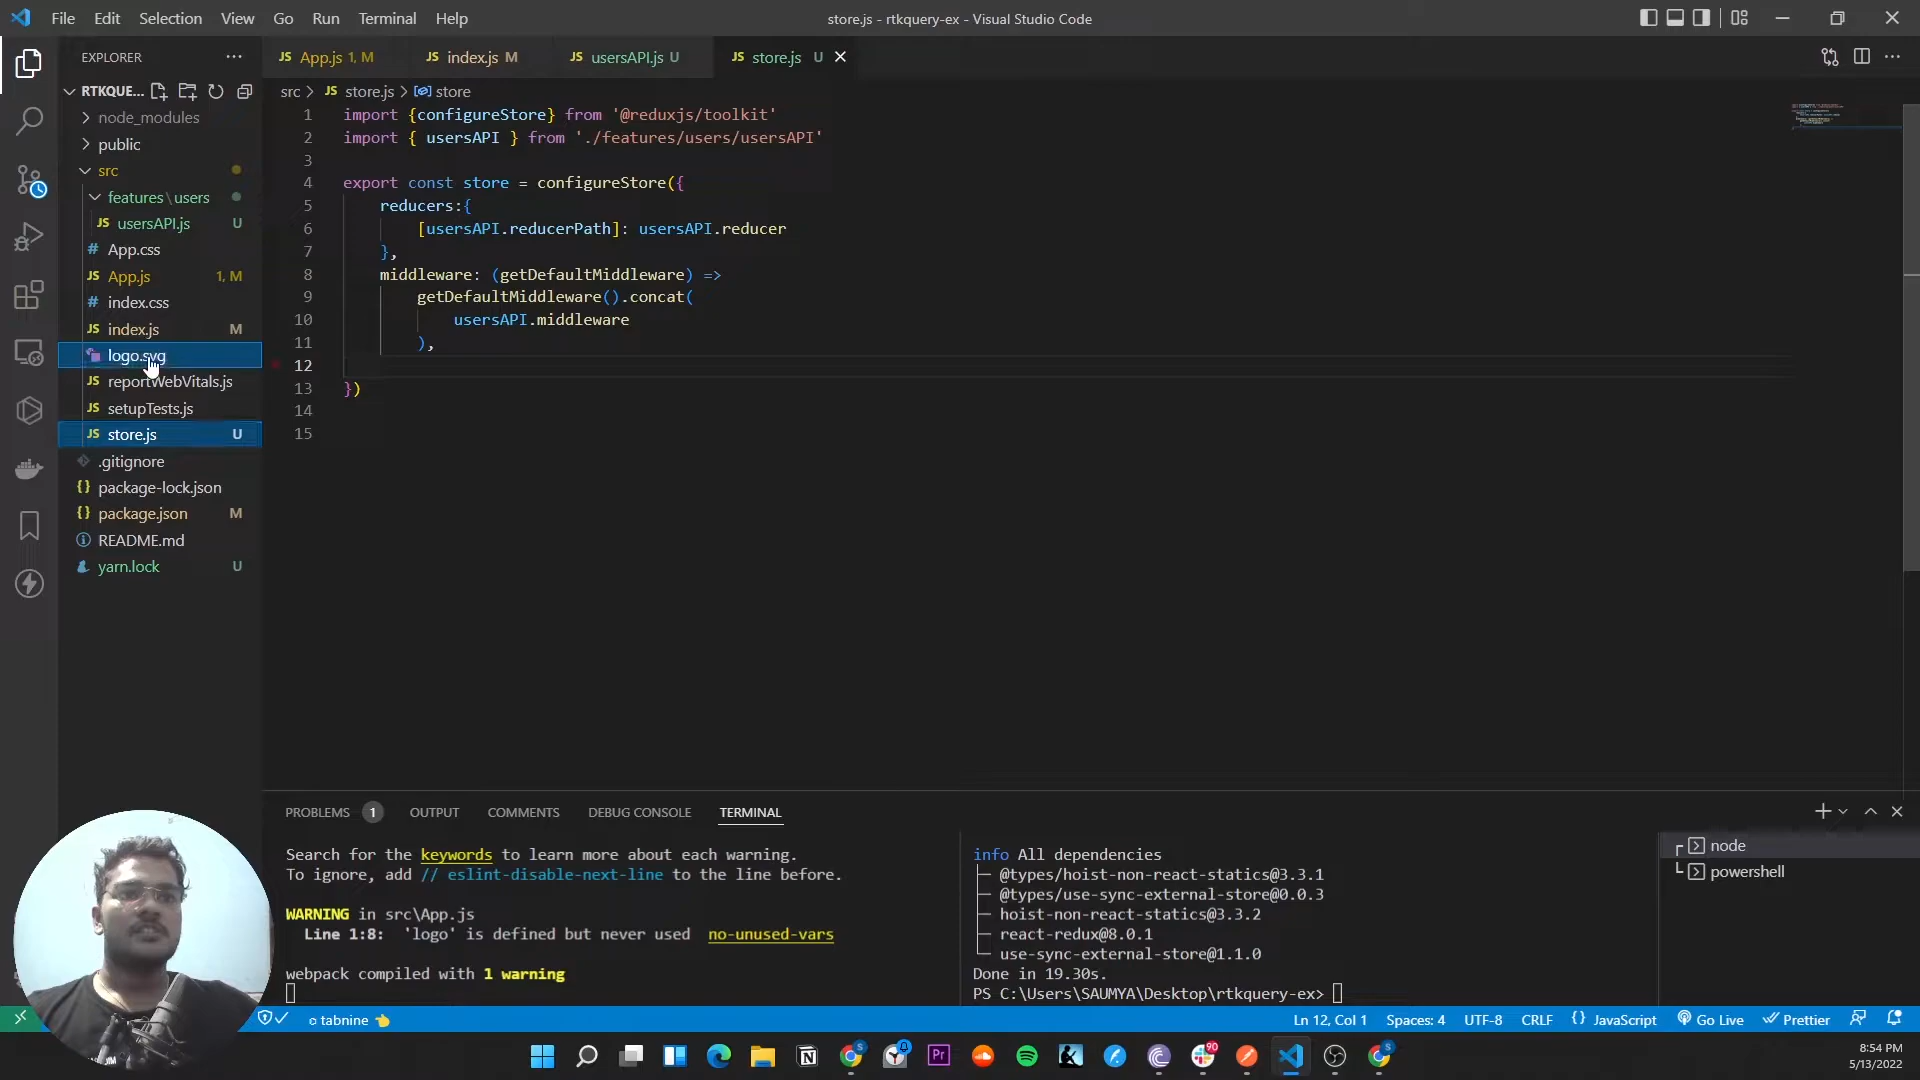 File Edit Selection View Go Run Terminal Help
store.js - rtkquery-ex - Visual Studio Code
EXPLORER
RTKQUE...
node_modules
public
src
features\users
JS usersAPI.js U
# App.css
JS App.js 1, M
# index.css
JS index.js M
logo.svg
JS reportWebVitals.js
JS setupTests.js
JS store.js U
.gitignore
{} package-lock.json
{} package.json M
README.md
yarn.lock U
JS App.js 1, M JS index.js M JS usersAPI.js U JS store.js U
src > JS store.js > store
1 import {configureStore} from '@reduxjs/toolkit'
2 import { usersAPI } from './features/users/usersAPI'
3
4 export const store = configureStore({
5 reducers:{
6 [usersAPI.reducerPath]: usersAPI.reducer
7 },
8 middleware: (getDefaultMiddleware) =>
9 getDefaultMiddleware().concat(
10 usersAPI.middleware
11 ),
12
13 })
14
15
PROBLEMS 1 OUTPUT COMMENTS DEBUG CONSOLE TERMINAL
Search for the keywords to learn more about each warning.
To ignore, add // eslint-disable-next-line to the line before.
WARNING in src\App.js
Line 1:8: 'logo' is defined but never used no-unused-vars
webpack compiled with 1 warning
info All dependencies
├─ @types/hoist-non-react-statics@3.3.1
├─ @types/use-sync-external-store@0.0.3
├─ hoist-non-react-statics@3.3.2
├─ react-redux@8.0.1
└─ use-sync-external-store@1.1.0
Done in 19.30s.
PS C:\Users\SAUMYA\Desktop\rtkquery-ex>
node
powershell
tabnine
Ln 12, Col 1 Spaces: 4 UTF-8 CRLF {} JavaScript Go Live Prettier
Pr
90
8:54 PM
5/13/2022